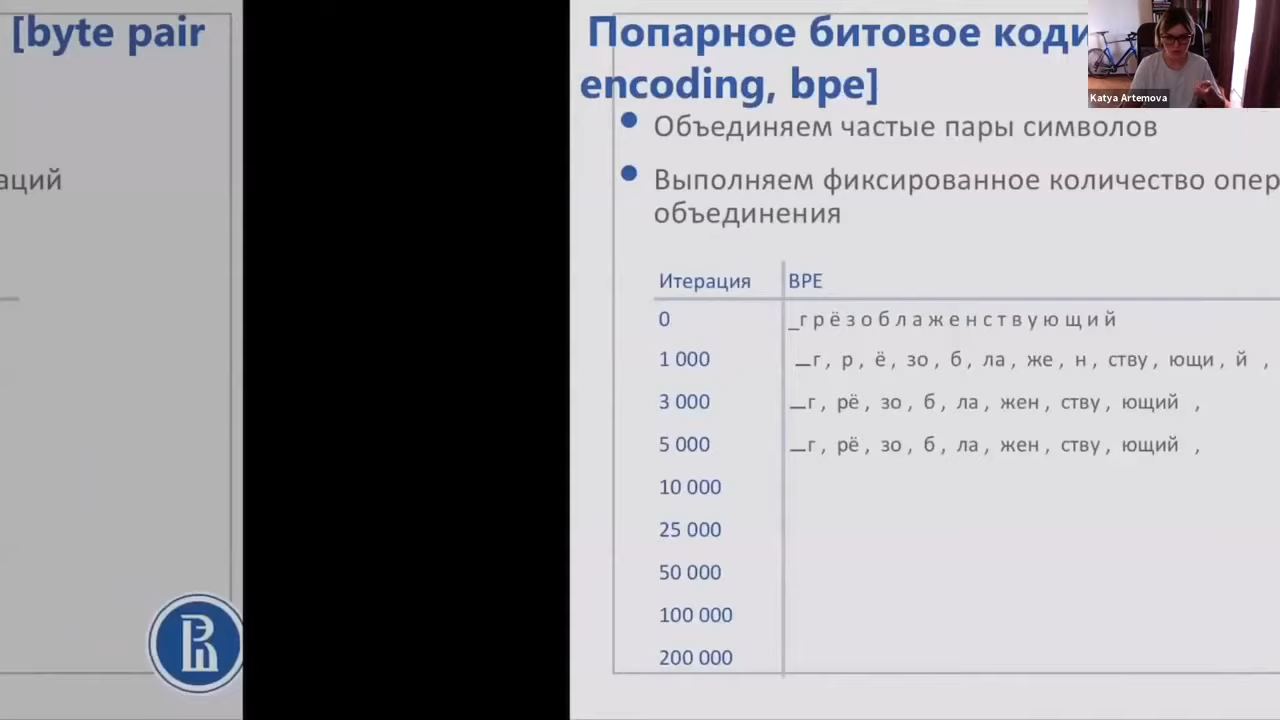 [byte pair
аций
Попарное битовое коди
encoding, bpe]
Объединяем частые пары символов
Выполняем фиксированное количество опер
объединения
Итерация BPE
0 _г р ё з о б л а ж е н с т в у ю щ и й
1 000 _г , р , ё , зо , б , ла , же , н , ству , ющи , й ,
3 000 _г , рё , зо , б , ла , жен , ству , ющий ,
5 000 _г , рё , зо , б , ла , жен , ству , ющий ,
10 000
25 000
50 000
100 000
200 000
Katya Artemova